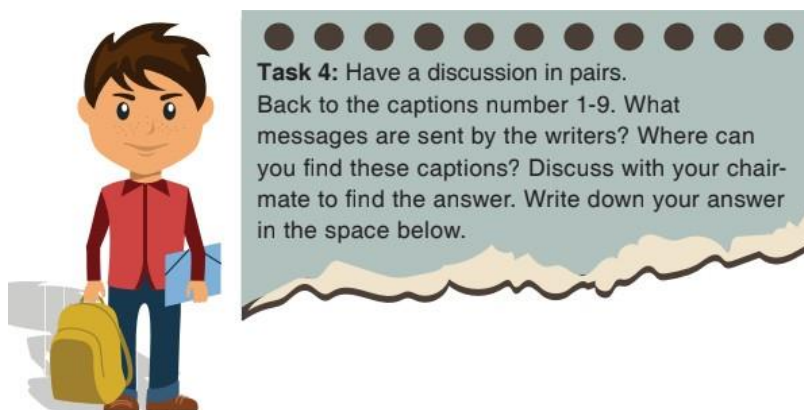 Task 4: Have a discussion in pairs.
Back to the captions number 1-9. What
messages are sent by the writers? Where can
you find these captions? Discuss with your chair-
mate to find the answer. Write down your answer
in the space below.